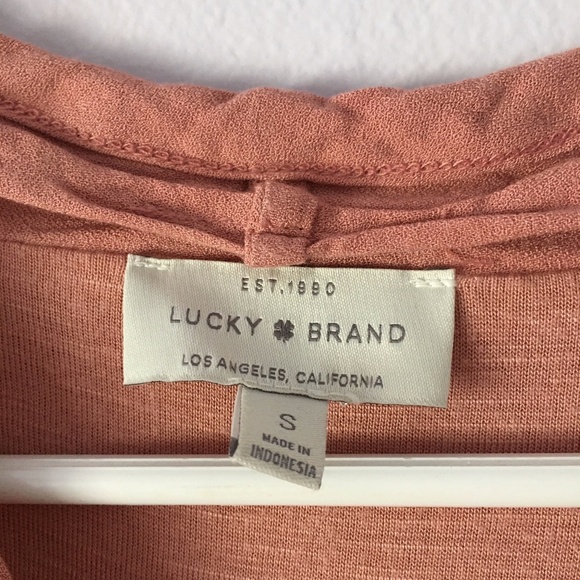 EST.1990
LUCKY BRAND
LOS ANGELES, CALIFORNIA
S
MADE IN
INDONESIA